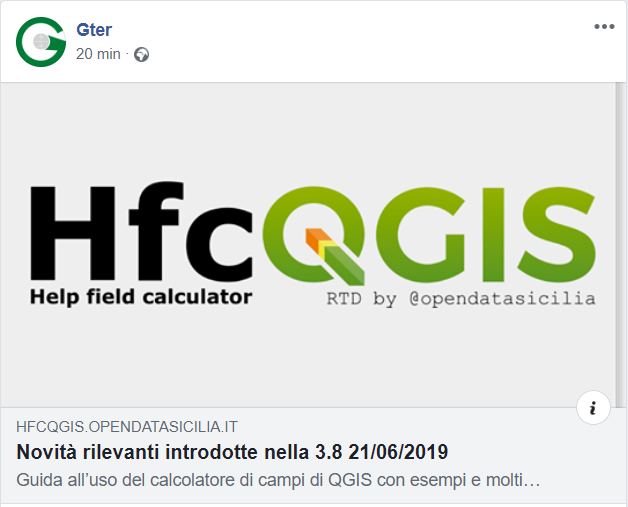 Gter
20 min ·
HfcQGIS
Help field calculator
RTD by @opendatasicilia
i
HFCQGIS.OPENDATASICILIA.IT
Novità rilevanti introdotte nella 3.8 21/06/2019
Guida all’uso del calcolatore di campi di QGIS con esempi e molti…